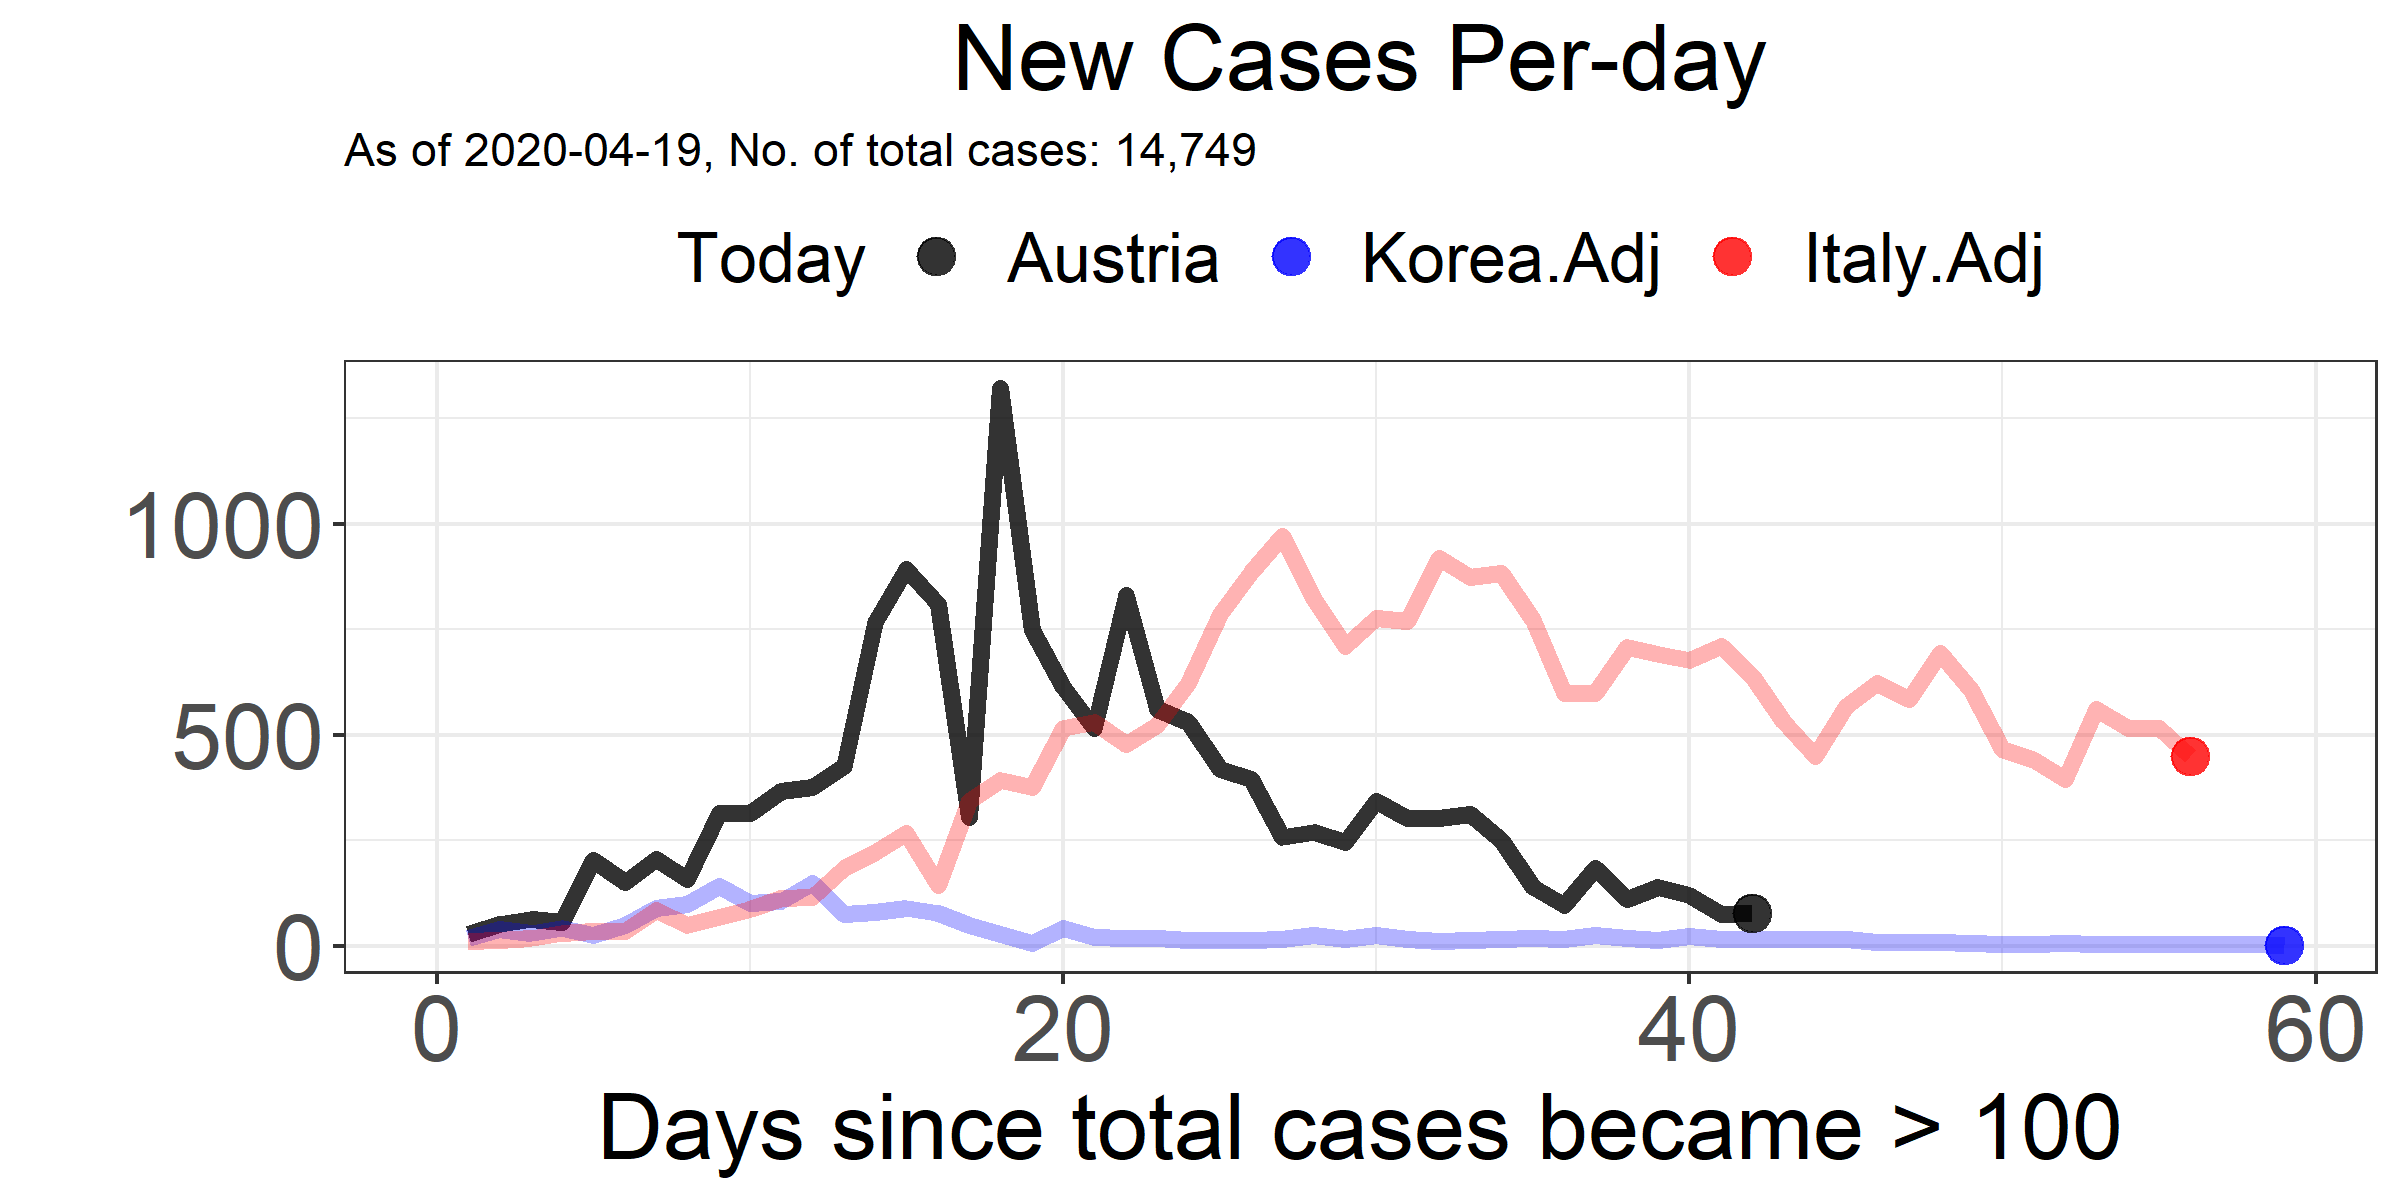 New Cases Per-day
As of 2020-04-19, No. of total cases: 14,749
Today Austria Korea.Adj Italy.Adj
1000
500
0
0 20 40 60
Days since total cases became > 100